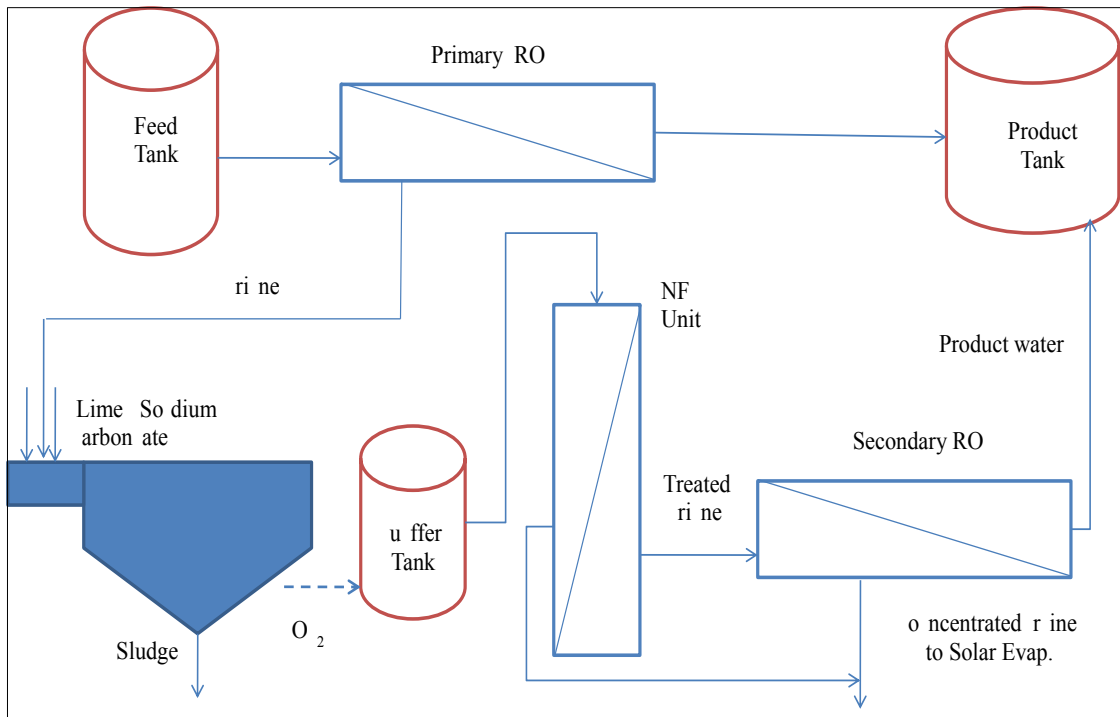 Primary RO
Feed
Tank
Product
Tank
ri ne
NF
Unit
Product water
Lime So dium
arbon ate
Secondary RO
Treated
ri ne
u ffer
Tank
O 2
Sludge
o ncentrated r ine
to Solar Evap.